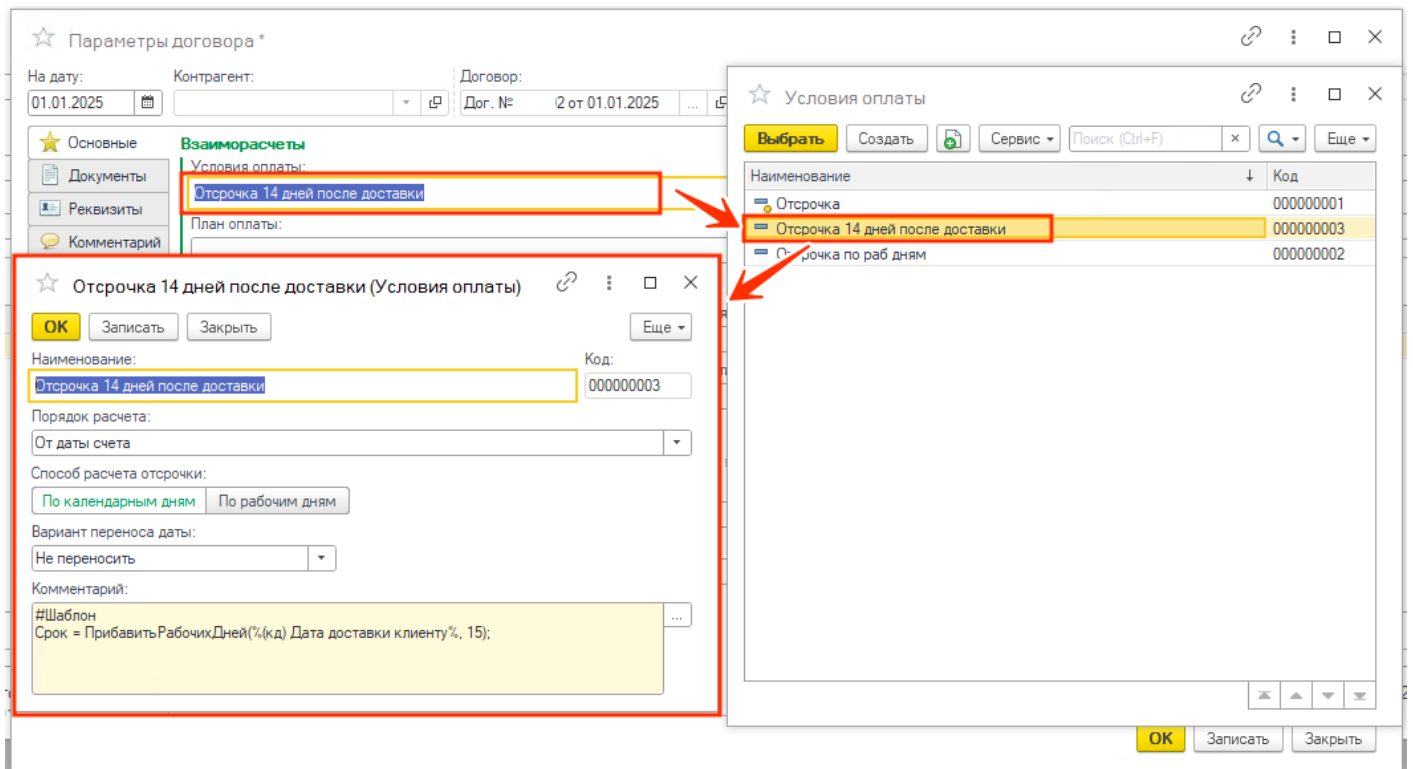 Параметры договора *
На дату:
Контрагент:
Договор:
01.01.2025
Дог. №
2 от 01.01.2025
...
Основные
Документы
Реквизиты
Комментарий
Взаиморасчеты
Условия оплаты:
Отсрочка 14 дней после доставки
План оплаты:
Условия оплаты
Выбрать
Создать
Сервис
Поиск (Ctrl+F)
×
Еще
Наименование ↓ Код
Отсрочка 000000001
Отсрочка 14 дней после доставки 000000003
по раб дням 000000002
Отсрочка 14 дней после доставки (Условия оплаты)
ОК
Записать
Закрыть
Еще
Наименование:
Код:
Отсрочка 14 дней после доставки
000000003
Порядок расчета:
От даты счета
Способ расчета отсрочки:
По календарным дням
По рабочим дням
Вариант переноса даты:
Не переносить
Комментарий:
#Шаблон
Срок = ПрибавитьРабочихДней(%(кд) Дата доставки клиенту%, 15);
...
ОК
Записать
Закрыть